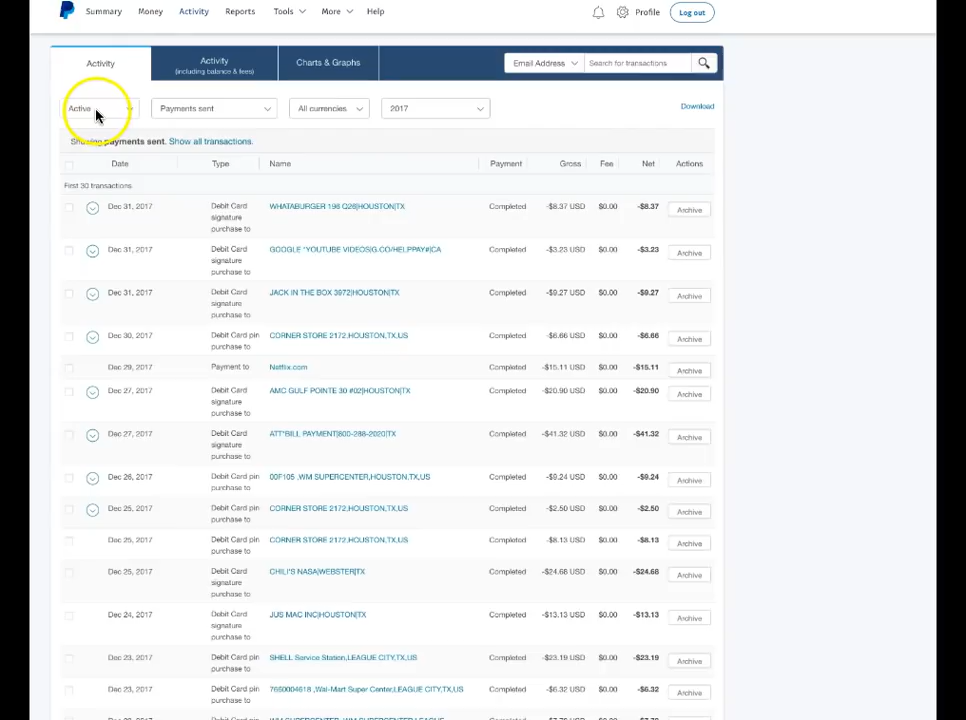 Summary Money Activity Reports Tools More Help Profile Log out
Activity Activity (including balance & fees) Charts & Graphs Email Address Search for transactions
Active Payments sent All currencies 2017 Download
Showing payments sent. Show all transactions.
Date Type Name Payment Gross Fee Net Actions
First 30 transactions
Dec 31, 2017 Debit Card signature purchase to WHATABURGER 196 Q26|HOUSTON|TX Completed -$8.37 USD $0.00 -$8.37 Archive
Dec 31, 2017 Debit Card signature purchase to GOOGLE *YOUTUBE VIDEOS|G.CO/HELPPAY#|CA Completed -$3.23 USD $0.00 -$3.23 Archive
Dec 31, 2017 Debit Card signature purchase to JACK IN THE BOX 3972|HOUSTON|TX Completed -$9.27 USD $0.00 -$9.27 Archive
Dec 30, 2017 Debit Card pin purchase to CORNER STORE 2172,HOUSTON,TX,US Completed -$6.66 USD $0.00 -$6.66 Archive
Dec 29, 2017 Payment to Netflix.com Completed -$15.11 USD $0.00 -$15.11 Archive
Dec 27, 2017 Debit Card signature purchase to AMC GULF POINTE 30 #02|HOUSTON|TX Completed -$20.90 USD $0.00 -$20.90 Archive
Dec 27, 2017 Debit Card signature purchase to ATT*BILL PAYMENT|800-288-2020|TX Completed -$41.32 USD $0.00 -$41.32 Archive
Dec 26, 2017 Debit Card pin purchase to 00F105 ,WM SUPERCENTER,HOUSTON,TX,US Completed -$9.24 USD $0.00 -$9.24 Archive
Dec 25, 2017 Debit Card pin purchase to CORNER STORE 2172,HOUSTON,TX,US Completed -$2.50 USD $0.00 -$2.50 Archive
Dec 25, 2017 Debit Card pin purchase to CORNER STORE 2172,HOUSTON,TX,US Completed -$8.13 USD $0.00 -$8.13 Archive
Dec 25, 2017 Debit Card signature purchase to CHILI'S NASA|WEBSTER|TX Completed -$24.68 USD $0.00 -$24.68 Archive
Dec 24, 2017 Debit Card signature purchase to JUS MAC INC|HOUSTON|TX Completed -$13.13 USD $0.00 -$13.13 Archive
Dec 23, 2017 Debit Card pin purchase to SHELL Service Station,LEAGUE CITY,TX,US Completed -$23.19 USD $0.00 -$23.19 Archive
Dec 23, 2017 Debit Card pin purchase to 7660004618 ,Wal-Mart Super Center,LEAGUE CITY,TX,US Completed -$6.32 USD $0.00 -$6.32 Archive